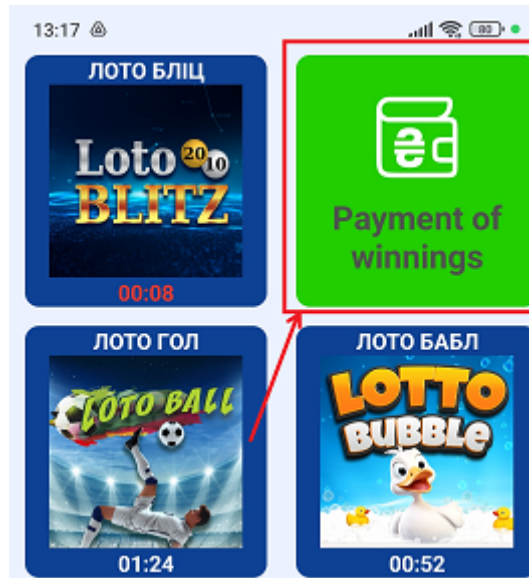 13:17
80
ЛОТО БЛІЦ
Loto 20 10
BLITZ
00:08
₴
Payment of
winnings
ЛОТО ГОЛ
LOTO BALL
01:24
ЛОТО БАБЛ
LOTTO
BUBBLE
00:52